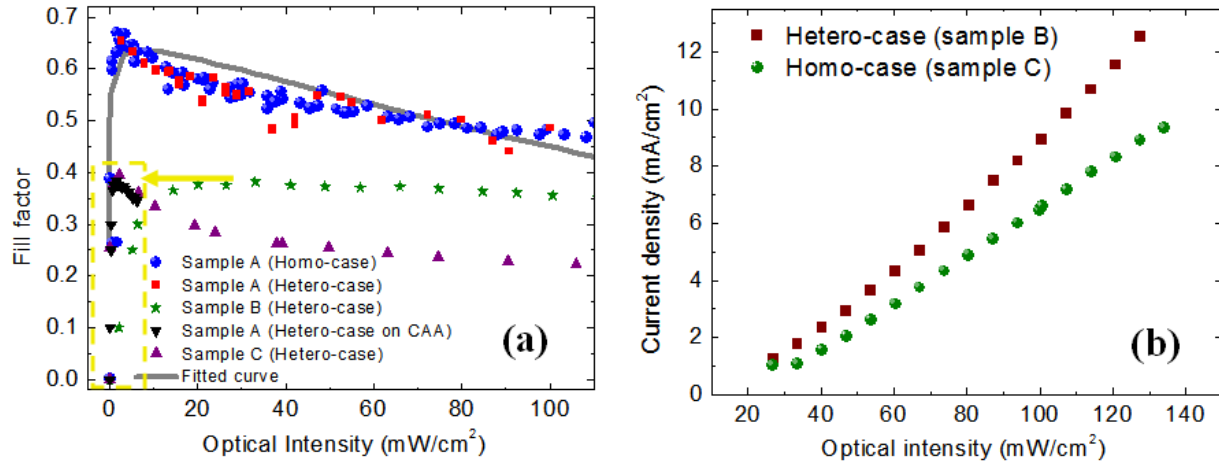 0.7
0.6
0.5
0.4
0.3
0.2
0.1
0.0
Fill factor
Sample A (Homo-case)
Sample A (Hetero-case)
Sample B (Hetero-case)
Sample A (Hetero-case on CAA)
Sample C (Hetero-case)
Fitted curve
(a)
0 20 40 60 80 100
Optical Intensity (mW/cm²)
12
10
8
6
4
2
0
Current density (mA/cm²)
Hetero-case (sample B)
Homo-case (sample C)
(b)
20 40 60 80 100 120 140
Optical intensity (mW/cm²)